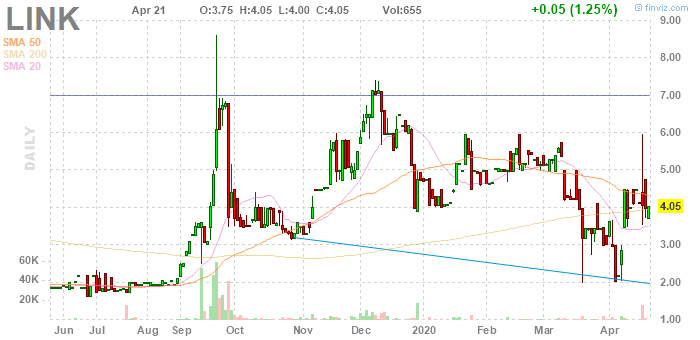 © finviz.com
LINK Apr 21 O:3.75 H:4.05 L:4.00 C:4.05 Vol:655 +0.05 (1.25%)
SMA 50
SMA 200
SMA 20
DAILY
9.00
8.00
7.00
6.00
5.00
4.05
3.00
2.00
1.00
60K
40K
20K
Jun Jul Aug Sep Oct Nov Dec 2020 Feb Mar Apr